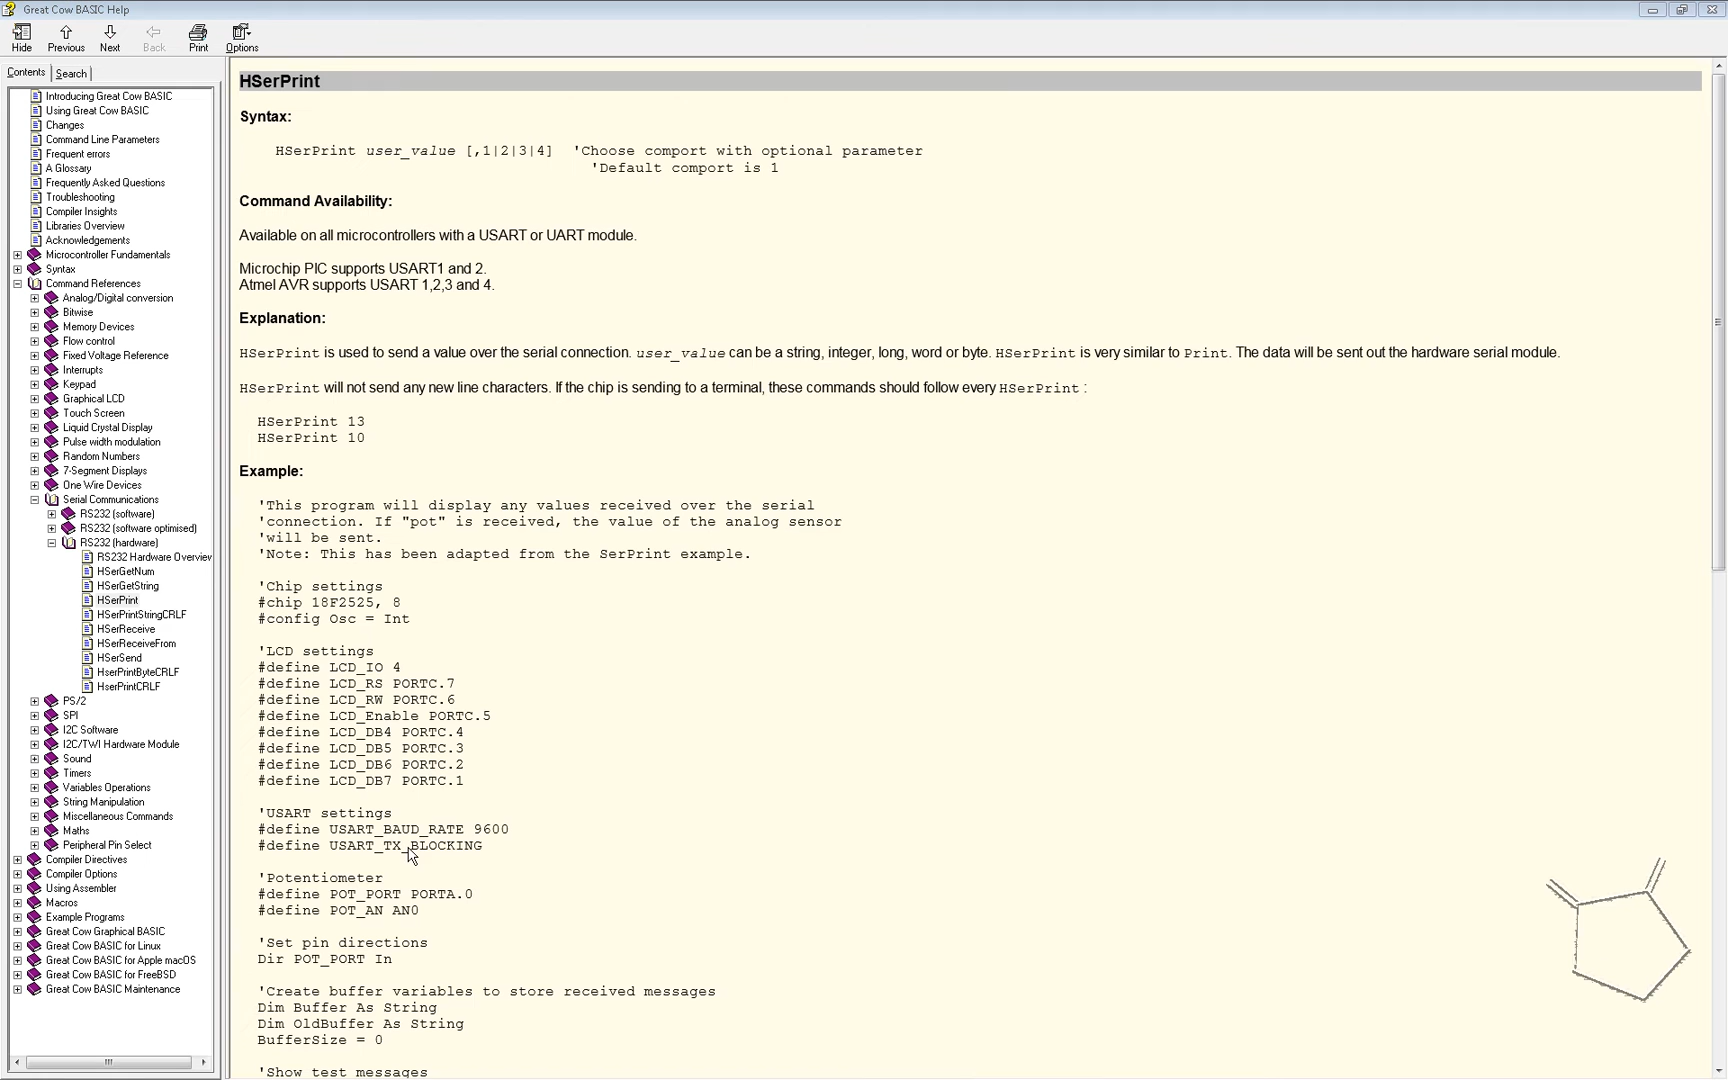 Great Cow BASIC Help
Hide
Previous
Next
Back
Print
Options
Contents
Search
Introducing Great Cow BASIC
Using Great Cow BASIC
Changes
Command Line Parameters
Frequent errors
A Glossary
Frequently Asked Questions
Troubleshooting
Compiler Insights
Libraries Overview
Acknowledgements
Microcontroller Fundamentals
Syntax
Command References
Analog/Digital conversion
Bitwise
Memory Devices
Flow control
Fixed Voltage Reference
Interrupts
Keypad
Graphical LCD
Touch Screen
Liquid Crystal Display
Pulse width modulation
Random Numbers
7-Segment Displays
One Wire Devices
Serial Communications
RS232 (software)
RS232 (software optimised)
RS232 (hardware)
RS232 Hardware Overview
HSerGetNum
HSerGetString
HSerPrint
HSerPrintStringCRLF
HSerReceive
HSerReceiveFrom
HSerSend
HserPrintByteCRLF
HserPrintCRLF
PS/2
SPI
I2C Software
I2C/TWI Hardware Module
Sound
Timers
Variables Operations
String Manipulation
Miscellaneous Commands
Maths
Peripheral Pin Select
Compiler Directives
Compiler Options
Using Assembler
Macros
Example Programs
Great Cow Graphical BASIC
Great Cow BASIC for Linux
Great Cow BASIC for Apple macOS
Great Cow BASIC for FreeBSD
Great Cow BASIC Maintenance
HSerPrint
Syntax:
HSerPrint user_value [,1|2|3|4] 'Choose comport with optional parameter
'Default comport is 1
Command Availability:
Available on all microcontrollers with a USART or UART module.
Microchip PIC supports USART1 and 2.
Atmel AVR supports USART 1,2,3 and 4.
Explanation:
HSerPrint is used to send a value over the serial connection. user_value can be a string, integer, long, word or byte. HSerPrint is very similar to Print. The data will be sent out the hardware serial module.
HSerPrint will not send any new line characters. If the chip is sending to a terminal, these commands should follow every HSerPrint :
HSerPrint 13
HSerPrint 10
Example:
'This program will display any values received over the serial
'connection. If "pot" is received, the value of the analog sensor
'will be sent.
'Note: This has been adapted from the SerPrint example.
'Chip settings
#chip 18F2525, 8
#config Osc = Int
'LCD settings
#define LCD_IO 4
#define LCD_RS PORTC.7
#define LCD_RW PORTC.6
#define LCD_Enable PORTC.5
#define LCD_DB4 PORTC.4
#define LCD_DB5 PORTC.3
#define LCD_DB6 PORTC.2
#define LCD_DB7 PORTC.1
'USART settings
#define USART_BAUD_RATE 9600
#define USART_TX_BLOCKING
'Potentiometer
#define POT_PORT PORTA.0
#define POT_AN AN0
'Set pin directions
Dir POT_PORT In
'Create buffer variables to store received messages
Dim Buffer As String
Dim OldBuffer As String
BufferSize = 0
'Show test messages